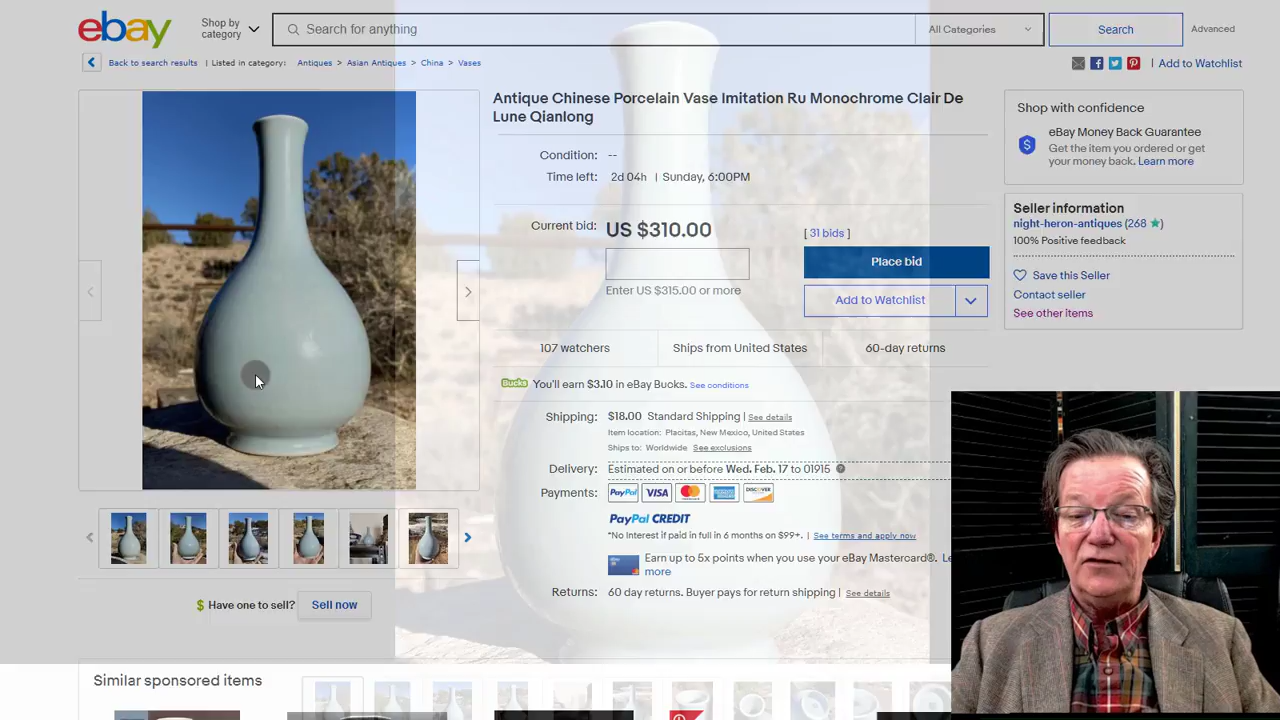 ebay
Shop by
category
Search for anything
All Categories
Search
Advanced
Back to search results | Listed in category: Antiques > Asian Antiques > China > Vases
| Add to Watchlist
Antique Chinese Porcelain Vase Imitation Ru Monochrome Clair De
Lune Qianlong
Condition: --
Time left: 2d 04h | Sunday, 6:00PM
Current bid: US $310.00
[ 31 bids ]
Place bid
Enter US $315.00 or more
Add to Watchlist
107 watchers
Ships from United States
60-day returns
Bucks You'll earn $3.10 in eBay Bucks. See conditions
Shipping: $18.00 Standard Shipping | See details
Item location: Placitas, New Mexico, United States
Ships to: Worldwide See exclusions
Delivery: Estimated on or before Wed. Feb. 17 to 01915
Payments: PayPal VISA MasterCard DISCOVER
PayPal CREDIT
*No Interest if paid in full in 6 months on $99+. | See terms and apply now
Earn up to 5x points when you use your eBay Mastercard®. Le
more
Returns: 60 day returns. Buyer pays for return shipping | See details
Shop with confidence
eBay Money Back Guarantee
Get the item you ordered or get
your money back. Learn more
Seller information
night-heron-antiques (268 )
100% Positive feedback
Save this Seller
Contact seller
See other items
$ Have one to sell? Sell now
Similar sponsored items